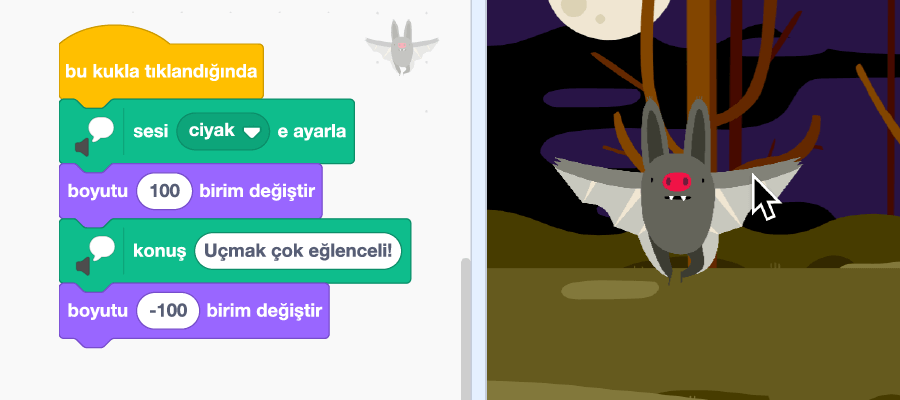 bu kukla tıklandığında
sesi ciyak e ayarla
boyutu 100 birim değiştir
konuş Uçmak çok eğlenceli!
boyutu -100 birim değiştir